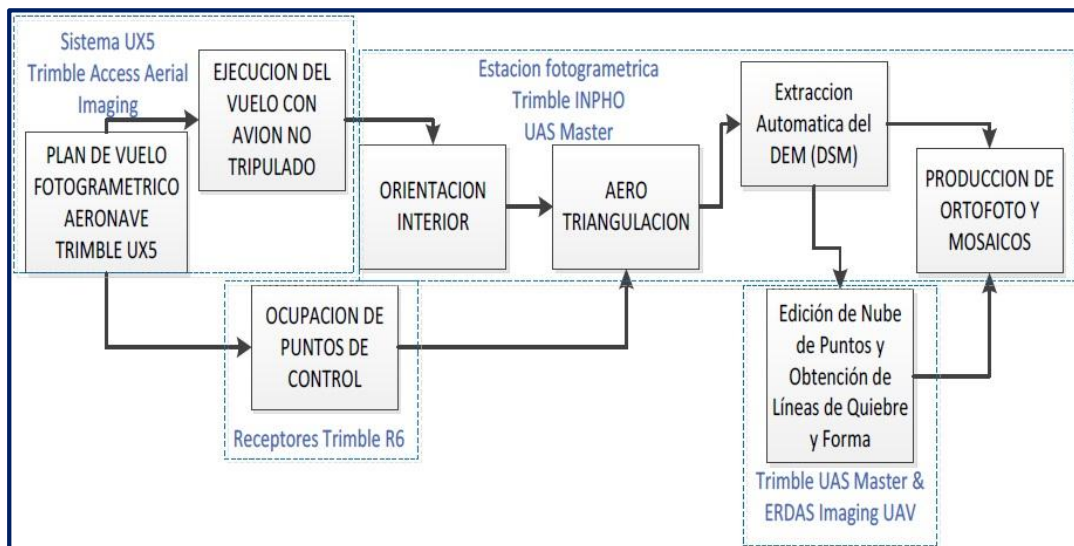 Sistema UX5
Trimble Access Aerial
Imaging
PLAN DE VUELO
FOTOGRAMETRICO
AERONAVE
TRIMBLE UX5
EJECUCION DEL
VUELO CON
AVION NO
TRIPULADO
Estacion fotogrametrica
Trimble INPHO
UAS Master
ORIENTACION
INTERIOR
AERO
TRIANGULACION
Extraccion
Automatica del
DEM (DSM)
PRODUCCION DE
ORTOFOTO Y
MOSAICOS
OCUPACION DE
PUNTOS DE
CONTROL
Receptores Trimble R6
Edición de Nube
de Puntos y
Obtención de
Líneas de Quiebre
y Forma
Trimble UAS Master &
ERDAS Imaging UAV